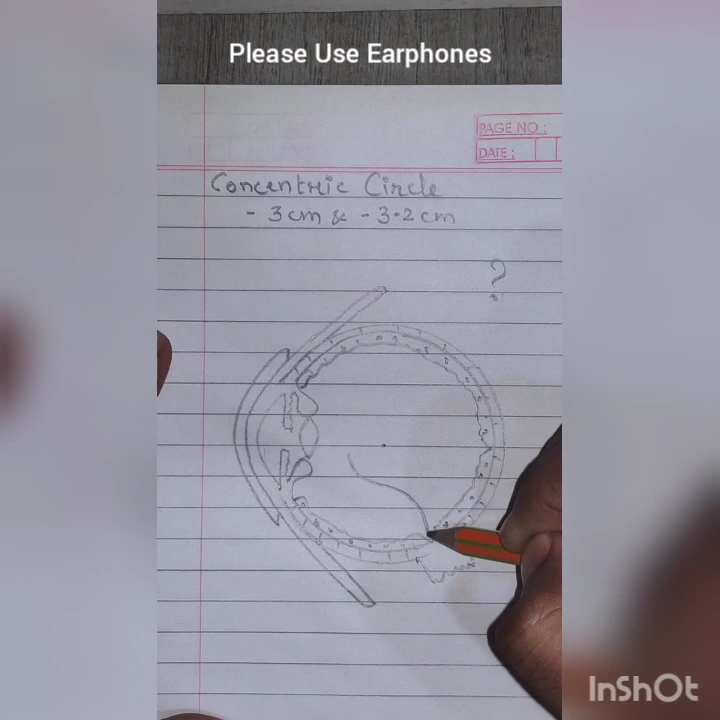 Please Use Earphones
PAGE NO :
DATE :
Concentric Circle
- 3 cm & - 3.2 cm
?
InShOt